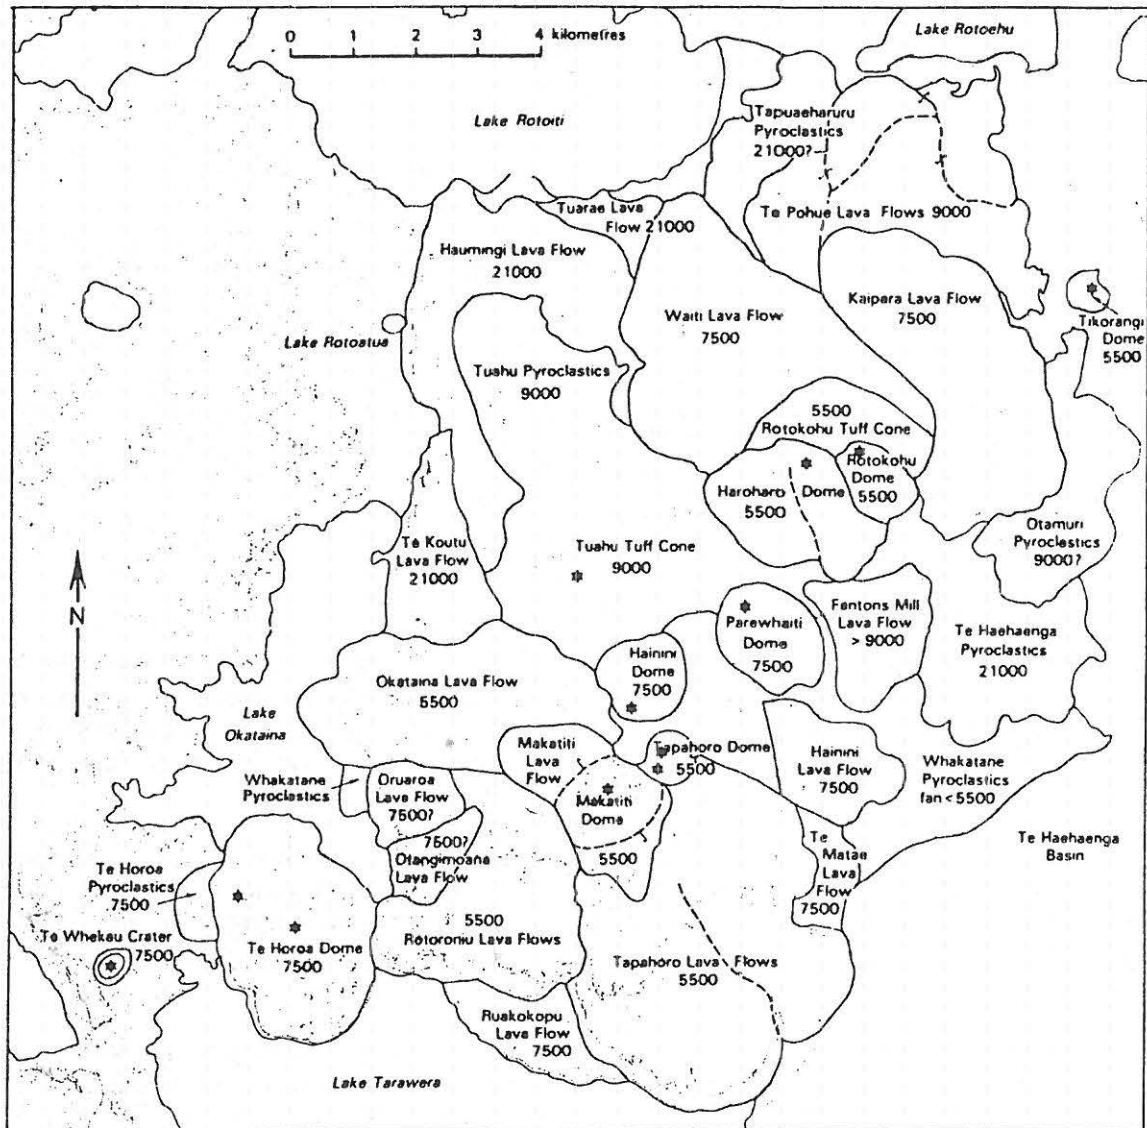 0 1 2 3 4 kilometres
Lake Rotoehu
Lake Rotoiti
Tapuaeharuru
Pyroclastics
21000?
Tuarae Lava
Flow 21000
Te Pohue Lava Flows 9000
Haumingi Lava Flow
21000
Waiti Lava Flow
7500
Kaipara Lava Flow
7500
Tikorangi
Dome
5500
Lake Rotoatua
Tuahu Pyroclastics
9000
5500
Rotokohu Tuff Cone
Rotokohu
Dome
5500
Haroharo Dome
5500
Otamuri
Pyroclastics
9000?
Te Koutu
Lava Flow
21000
Tuahu Tuff Cone
9000
N
Parewhaiti
Dome
7500
Fentons Mill
Lava Flow
> 9000
Te Haehaenga
Pyroclastics
21000
Hainini
Dome
7500
Okataina Lava Flow
5500
Lake
Okataina
Makatiti
Lava
Flow
Tapahoro Dome
5500
Hainini
Lava Flow
7500
Whakatane
Pyroclastics
fan < 5500
Whakatane
Pyroclastics
Oruaroa
Lava Flow
7500?
Makatiti
Dome
5500
7500?
Otangimoana
Lava Flow
Te
Matae
Lava
Flow
7500
Te Haehaenga
Basin
Te Horoa
Pyroclastics
7500
Te Whekau Crater
7500
Te Horoa Dome
7500
5500
Rotoroniu Lava Flows
Tapahoro Lava Flows
5500
Ruakokopu
Lava Flow
7500
Lake Tarawera